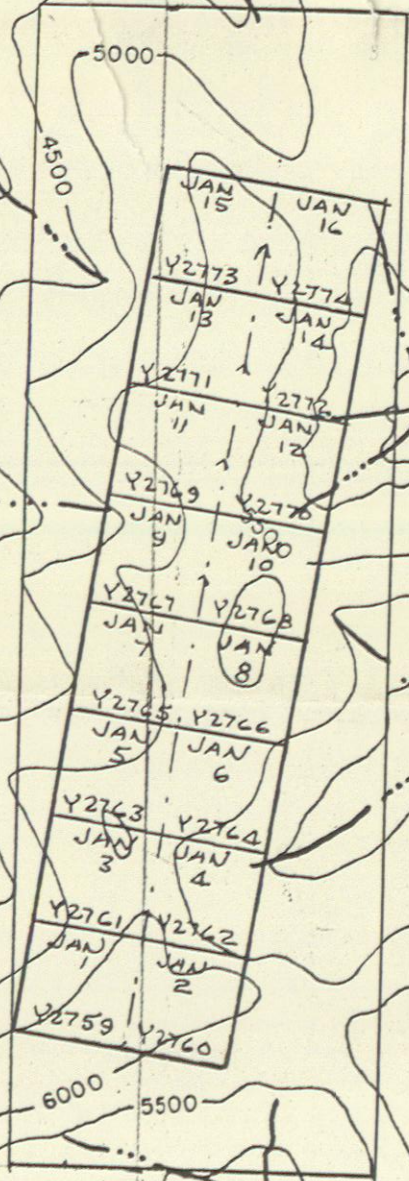 5000
4500
JAN 15
JAN 16
Y2773
Y2774
JAN 13
JAN 14
Y2771
Y2772
JAN 11
JAN 12
Y2769
Y2770
5500
JAN 9
JAN 10
Y2767
Y2768
JAN 7
JAN 8
Y2765
Y2766
JAN 5
JAN 6
Y2763
Y2764
JAN 3
JAN 4
Y2761
Y2762
JAN 1
JAN 2
Y2759
Y2760
6000
5500